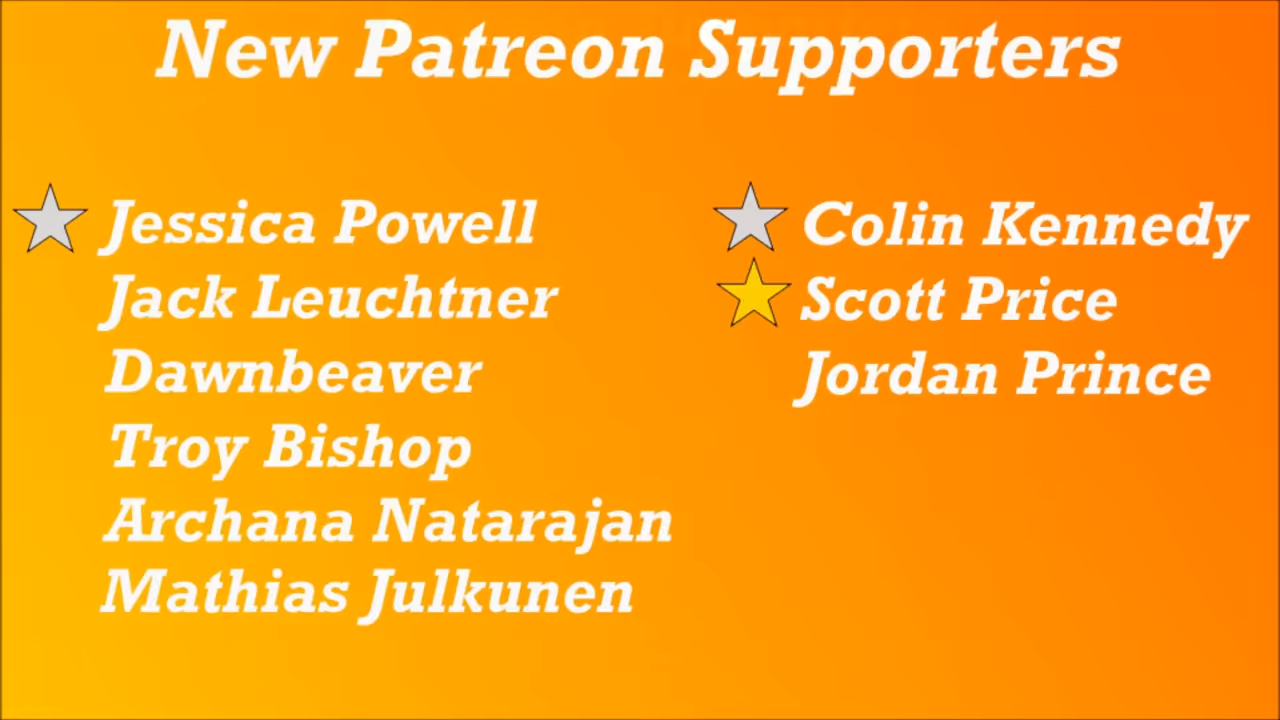 New Patreon Supporters
Jessica Powell
Jack Leuchtner
Dawnbeaver
Troy Bishop
Archana Natarajan
Mathias Julkunen
Colin Kennedy
Scott Price
Jordan Prince